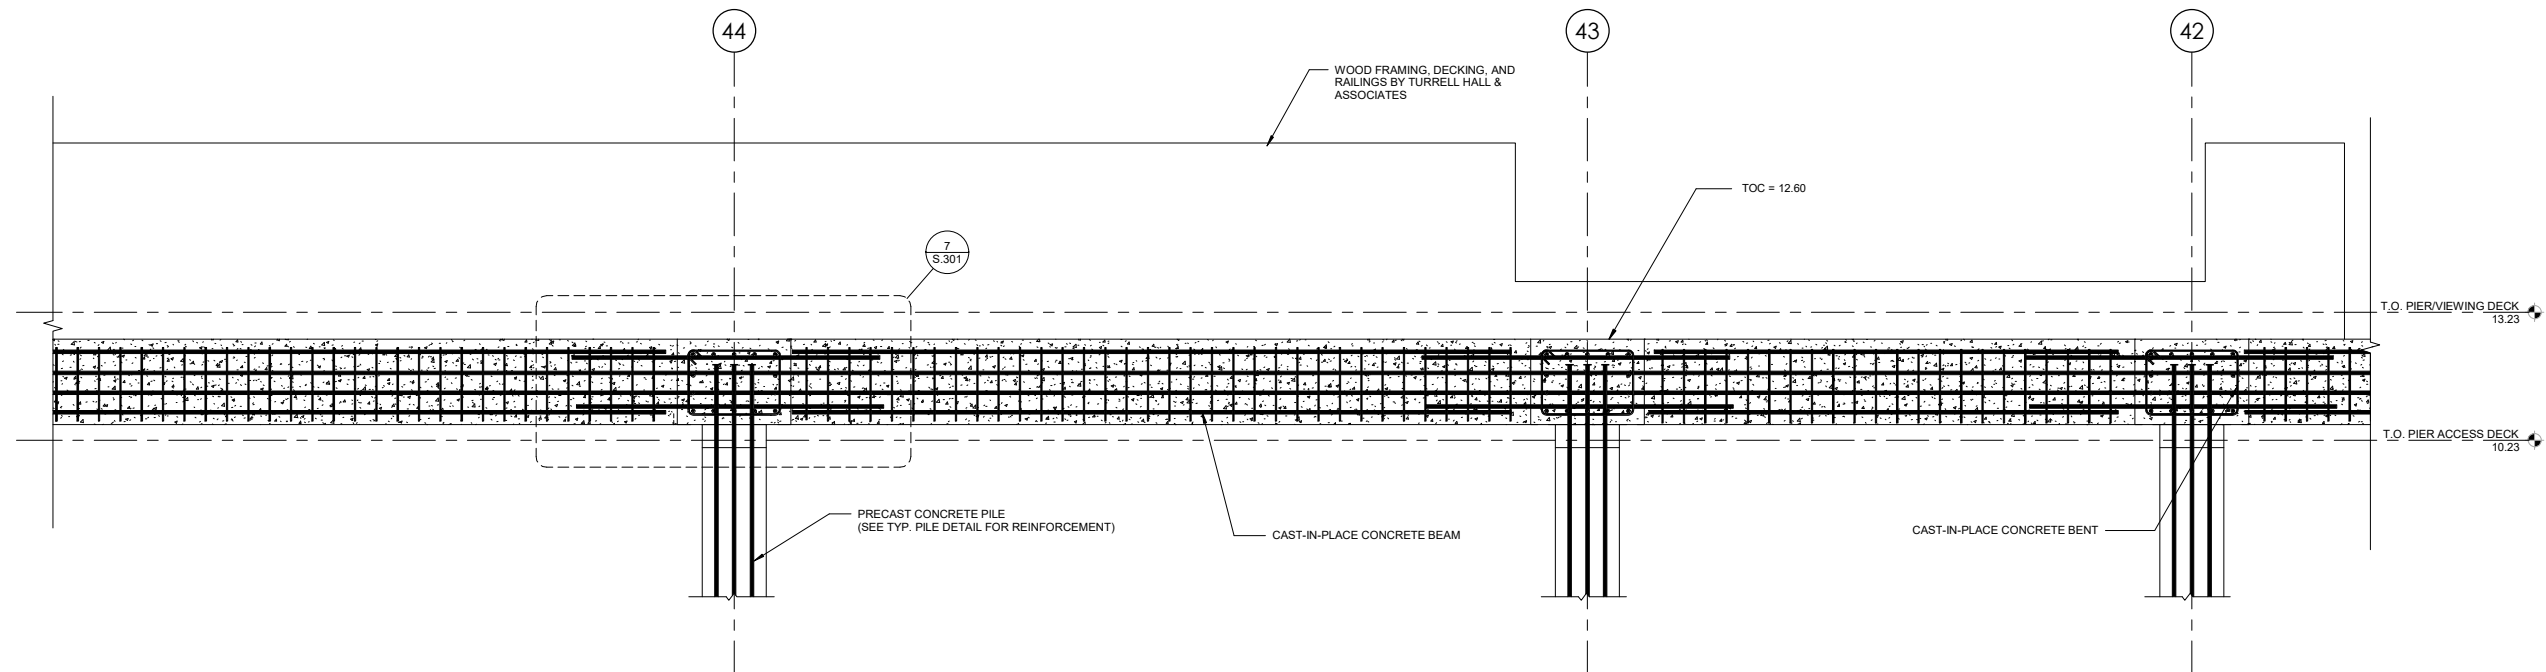 44
43
42
WOOD FRAMING, DECKING, AND
RAILINGS BY TURRELL HALL &
ASSOCIATES
TOC = 12.60
7
S.301
T.O. PIER/VIEWING DECK
13.23
T.O. PIER ACCESS DECK
10.23
PRECAST CONCRETE PILE
(SEE TYP. PILE DETAIL FOR REINFORCEMENT)
CAST-IN-PLACE CONCRETE BEAM
CAST-IN-PLACE CONCRETE BENT